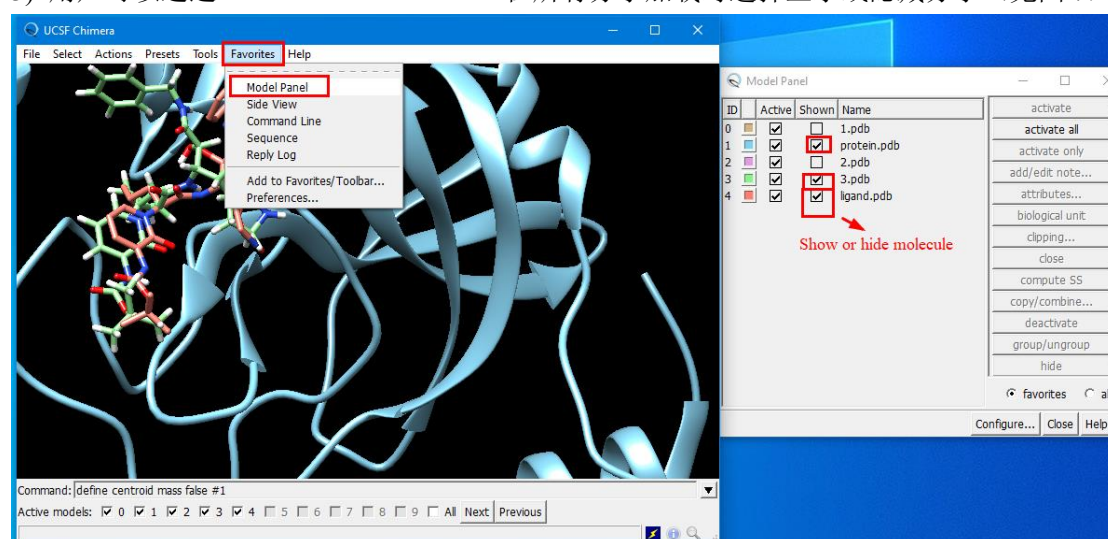 UCSF Chimera
File Select Actions Presets Tools Favorites Help
Model Panel
Side View
Command Line
Sequence
Reply Log
Add to Favorites/Toolbar...
Preferences...
Command: define centroid mass false #1
Active models: 0 1 2 3 4 5 6 7 8 9 All Next Previous
Model Panel
ID Active Shown Name
0 1.pdb
1 protein.pdb
2 2.pdb
3 3.pdb
4 ligand.pdb
Show or hide molecule
activate
activate all
activate only
add/edit note...
attributes...
biological unit
clipping...
close
compute SS
copy/combine...
deactivate
group/ungroup
hide
favorites
Configure... Close Help